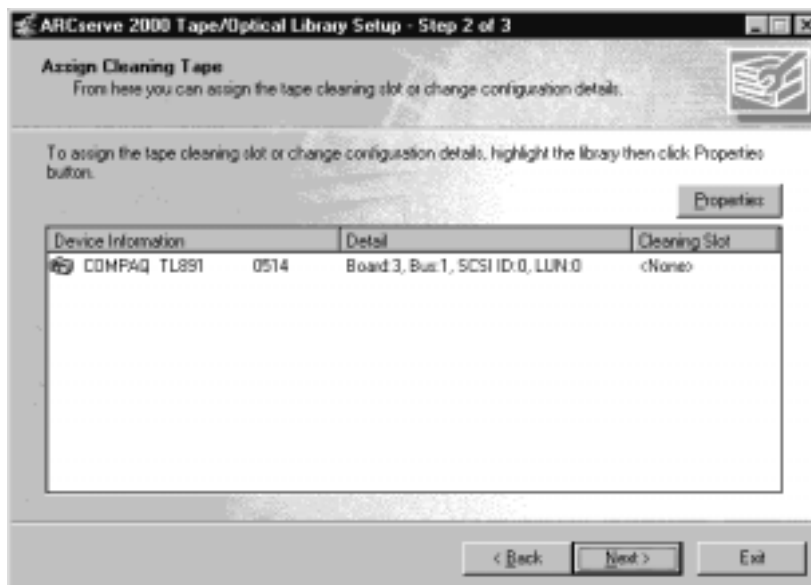 ARCserve 2000 Tape/Optical Library Setup - Step 2 of 3
Assign Cleaning Tape
From here you can assign the tape cleaning slot or change configuration details.
To assign the tape cleaning slot or change configuration details, highlight the library then click Properties
button.
Properties
Device Information Detail Cleaning Slot
COMPAQ TL891 0514 Board:3, Bus:1, SCSI ID:0, LUN:0 <None>
< Back Next > Exit